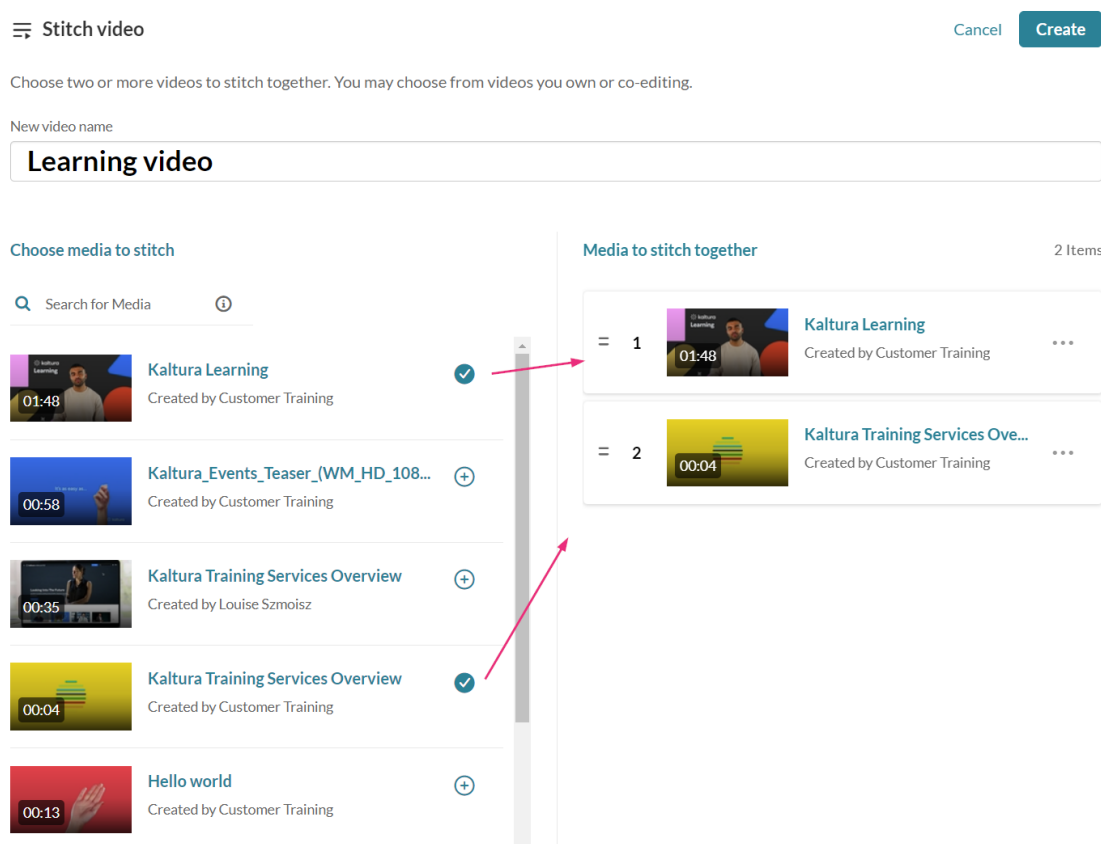 Stitch video
Cancel
Create
Choose two or more videos to stitch together. You may choose from videos you own or co-editing.
New video name
Learning video
Choose media to stitch
Media to stitch together
2 Items
Search for Media
kaltura
Learning
01:48
Kaltura Learning
Created by Customer Training
00:58
Kaltura_Events_Teaser_(WM_HD_108...
Created by Customer Training
00:35
Kaltura Training Services Overview
Created by Louise Szmoisz
00:04
Kaltura Training Services Overview
Created by Customer Training
00:13
Hello world
Created by Customer Training
1
kaltura
Learning
01:48
Kaltura Learning
Created by Customer Training
2
00:04
Kaltura Training Services Ove...
Created by Customer Training